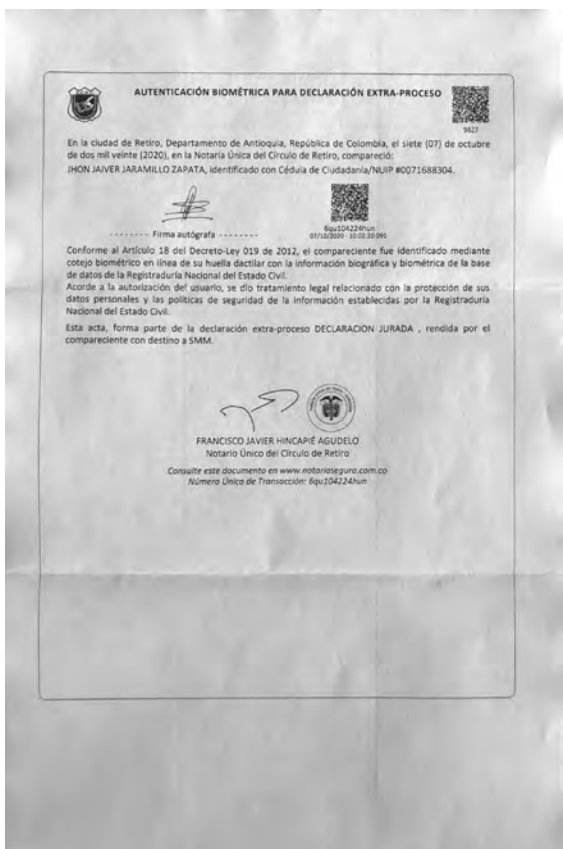 AUTENTICACIÓN BIOMÉTRICA PARA DECLARACIÓN EXTRA-PROCESO
9827
En la ciudad de Retiro, Departamento de Antioquia, República de Colombia, el siete (07) de octubre
de dos mil veinte (2020), en la Notaría Única del Círculo de Retiro, compareció:
JHON JAIVER JARAMILLO ZAPATA, identificado con Cédula de Ciudadanía/NUIP #0071688304.
-------- Firma autógrafa --------
6qu104224hun
07/10/2020 - 10:02:20:091
Conforme al Artículo 18 del Decreto-Ley 019 de 2012, el compareciente fue identificado mediante
cotejo biométrico en línea de su huella dactilar con la información biográfica y biométrica de la base
de datos de la Registraduría Nacional del Estado Civil.
Acorde a la autorización del usuario, se dio tratamiento legal relacionado con la protección de sus
datos personales y las políticas de seguridad de la información establecidas por la Registraduría
Nacional del Estado Civil.
Esta acta, forma parte de la declaración extra-proceso DECLARACION JURADA , rendida por el
compareciente con destino a SMM.
FRANCISCO JAVIER HINCAPIÉ AGUDELO
Notario Único del Círculo de Retiro
Consulte este documento en www.notariasegura.com.co
Número Único de Transacción: 6qu104224hun